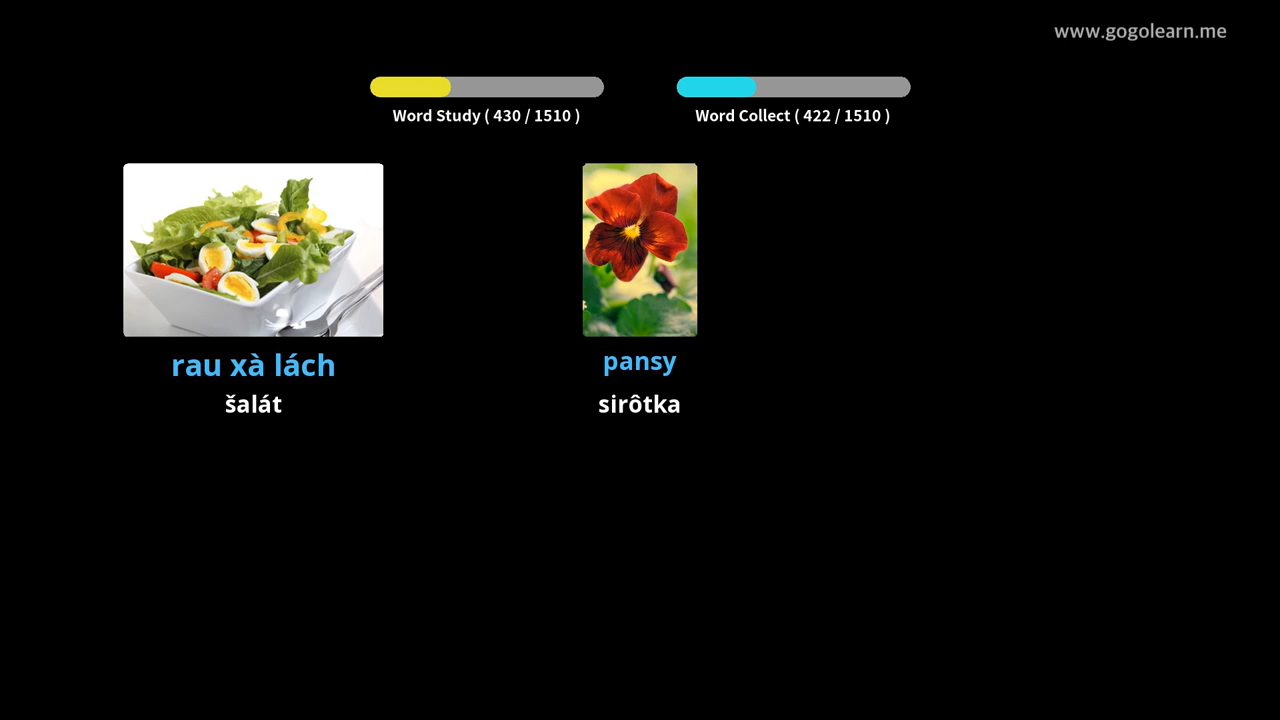 www.gogolearn.me
Word Study ( 430 / 1510 )
Word Collect ( 422 / 1510 )
rau xà lách
šalát
pansy
sirôtka